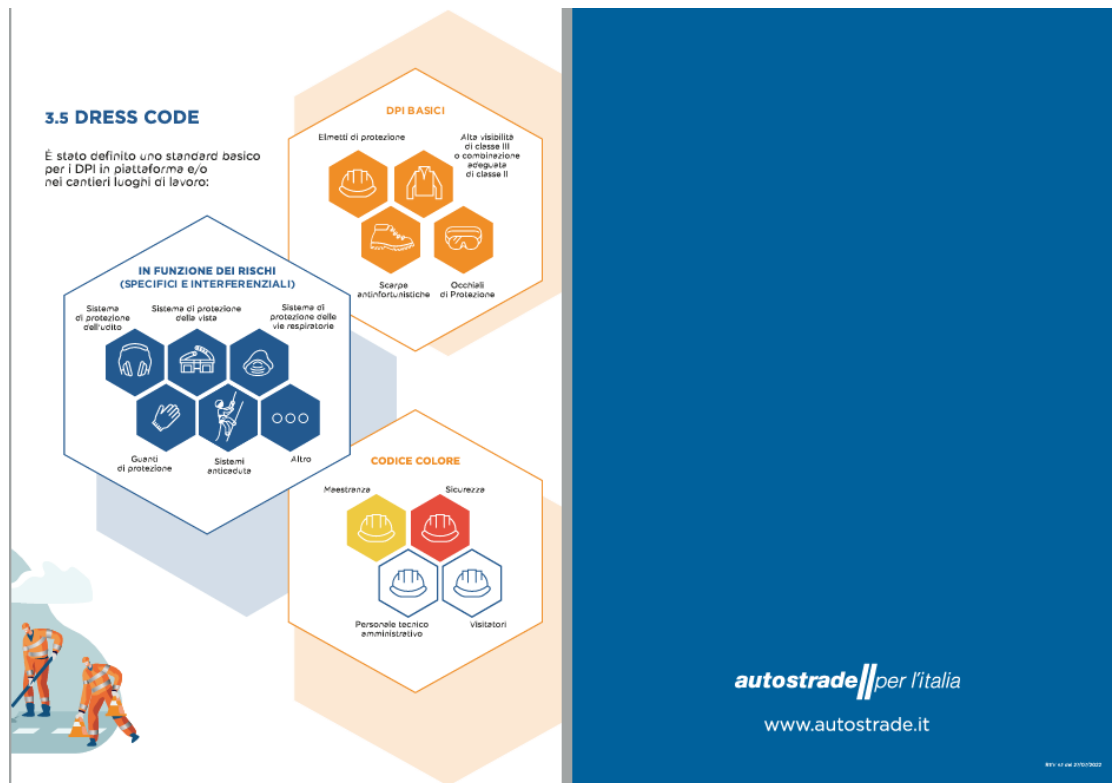 3.5 DRESS CODE
È stato definito uno standard basico
per i DPI in piattaforma e/o
nei cantieri luoghi di lavoro:
DPI BASICI
Elmetti di protezione
Alta visibilità
di classe III
o combinazione
adeguata
di classe II
Scarpe
antinfortunistiche
Occhiali
di Protezione
IN FUNZIONE DEI RISCHI
(SPECIFICI E INTERFERENZIALI)
Sistema
di protezione
dell'udito
Sistema di protezione
della vista
Sistema di
protezione delle
vie respiratorie
Guanti
di protezione
Sistemi
anticaduta
Altro
CODICE COLORE
Maestranza
Sicurezza
Personale tecnico
amministrativo
Visitatori
autostrade per l'italia
www.autostrade.it